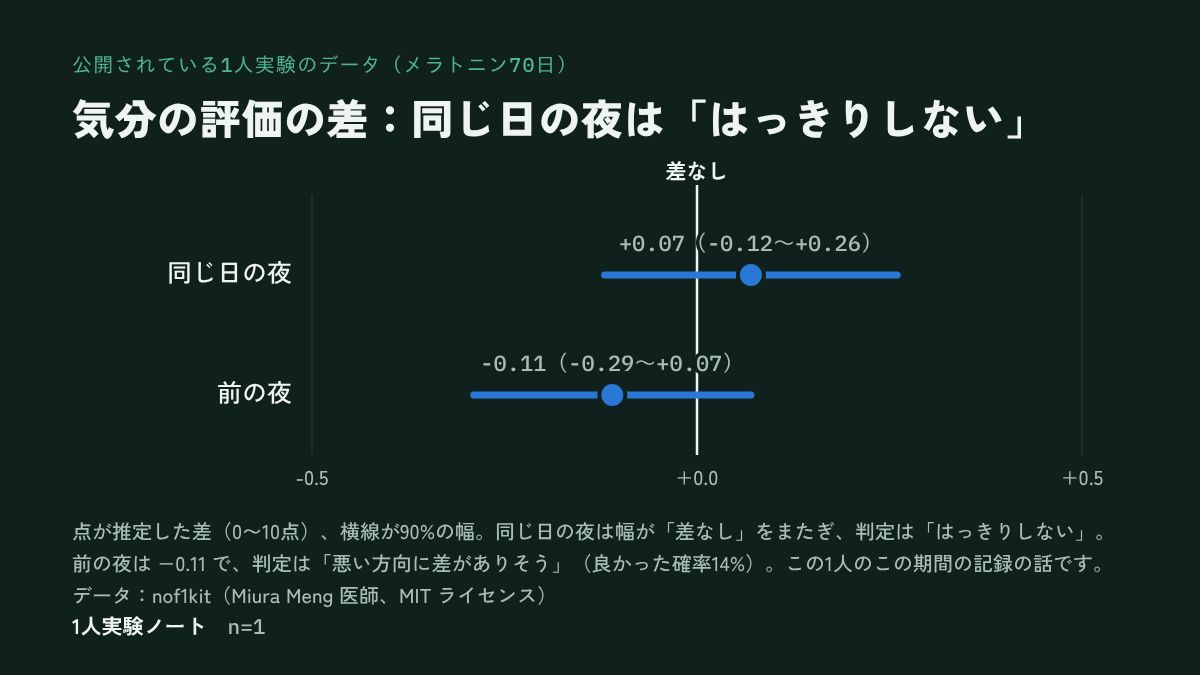 公開されている1人実験のデータ（メラトニン70日）
気分の評価の差：同じ日の夜は「はっきりしない」
差なし
+0.07（-0.12〜+0.26）
同じ日の夜
-0.11（-0.29〜+0.07）
前の夜
-0.5
+0.0
+0.5
点が推定した差（0〜10点）、横線が90%の幅。同じ日の夜は幅が「差なし」をまたぎ、判定は「はっきりしない」。
前の夜は −0.11 で、判定は「悪い方向に差がありそう」（良かった確率14%）。この1人のこの期間の記録の話です。
データ：nof1kit（Miura Meng 医師、MIT ライセンス）
1人実験ノート n=1